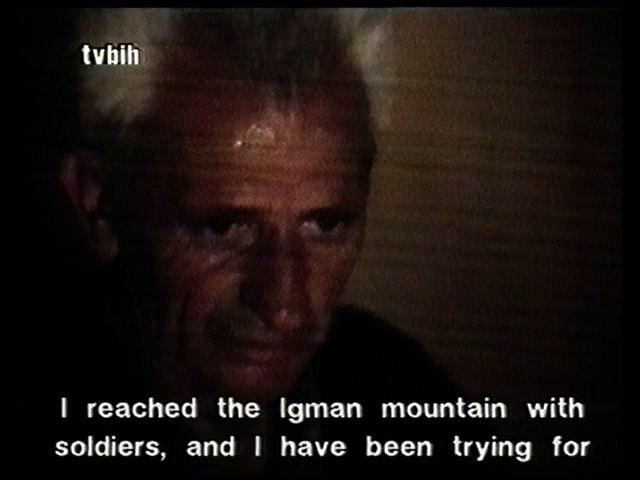 tvbih
I reached the Igman mountain with
soldiers, and I have been trying for